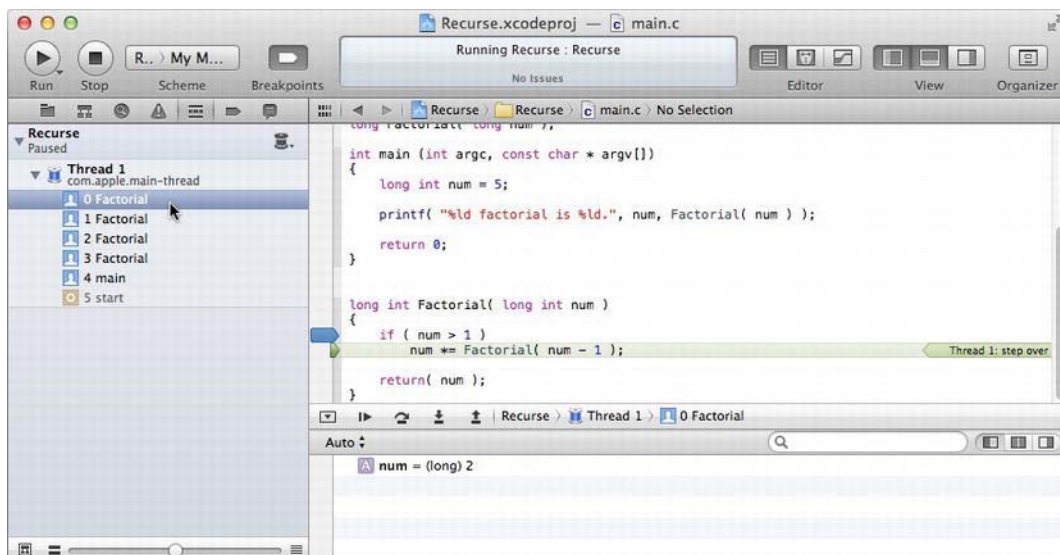 Recurse.xcodeproj — c main.c
R.. › My M...
Running Recurse : Recurse
No Issues
Run Stop Scheme Breakpoints Editor View Organizer
Recurse › Recurse › c main.c › No Selection
Recurse
Paused
Thread 1
com.apple.main-thread
0 Factorial
1 Factorial
2 Factorial
3 Factorial
4 main
5 start
long Factorial( long num );
int main (int argc, const char * argv[])
{
long int num = 5;
printf( "%ld factorial is %ld.", num, Factorial( num ) );
return 0;
}
long int Factorial( long int num )
{
if ( num > 1 )
num *= Factorial( num - 1 );
Thread 1: step over
return( num );
}
Recurse › Thread 1 › 0 Factorial
Auto
A num = (long) 2